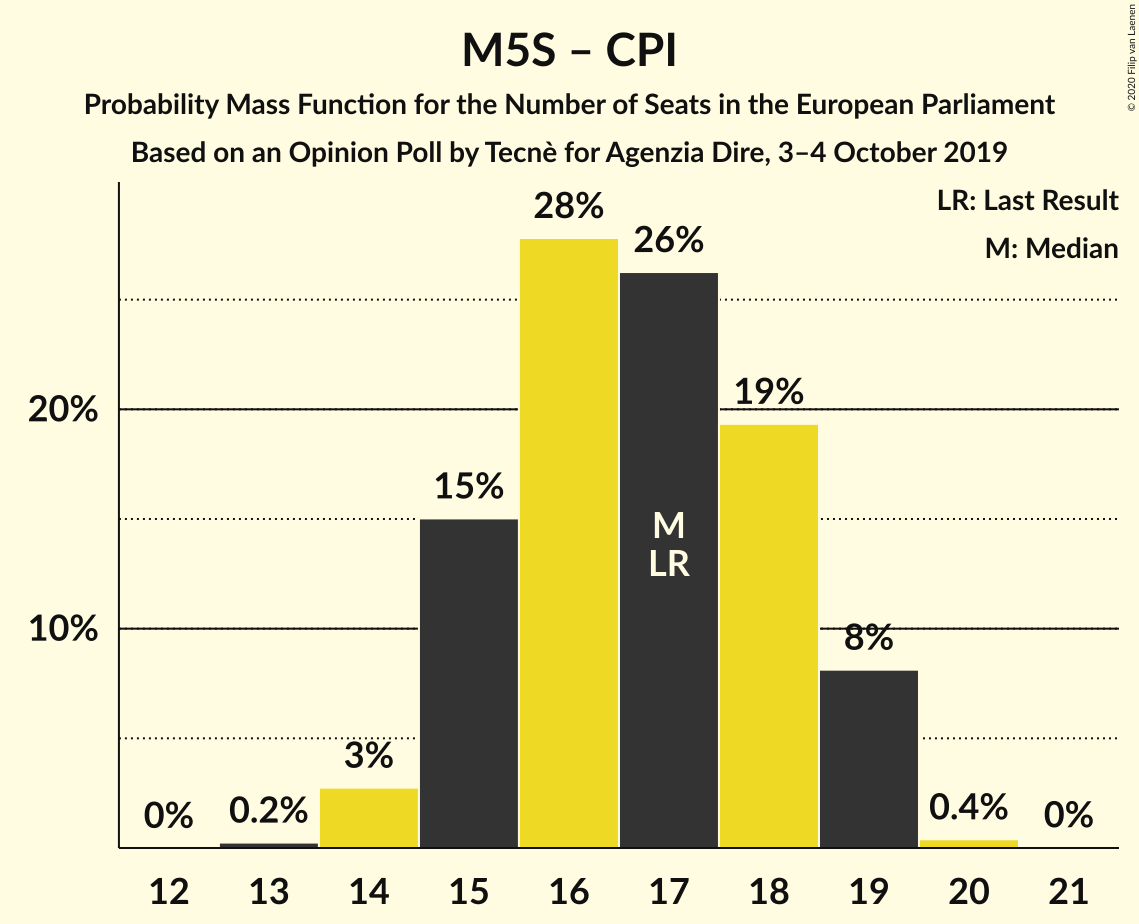 M5S – CPI
Probability Mass Function for the Number of Seats in the European Parliament
Based on an Opinion Poll by Tecnè for Agenzia Dire, 3–4 October 2019
© 2020 Filip van Laenen
LR: Last Result
M: Median
28%
26%
20%
19%
15%
M
LR
10%
8%
3%
0%
0.2%
0.4%
0%
12
13
14
15
16
17
18
19
20
21